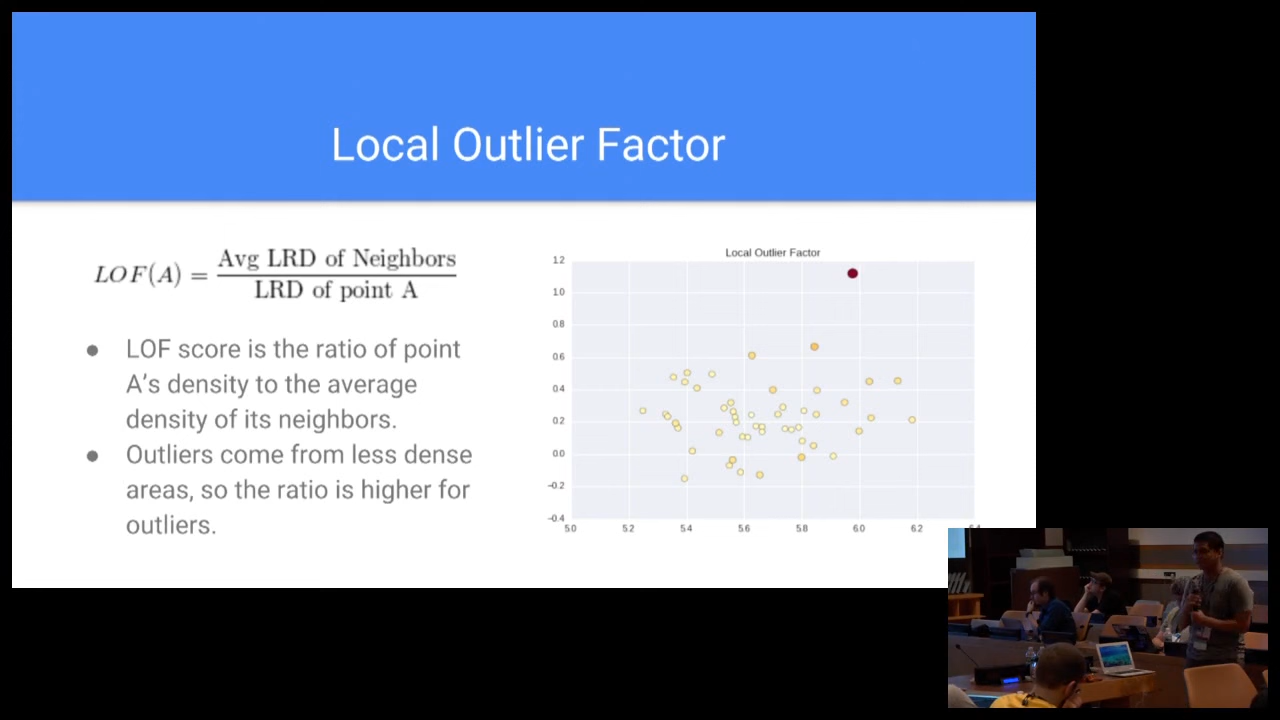 Local Outlier Factor
LOF(A) = Avg LRD of Neighbors / LRD of point A
● LOF score is the ratio of point
A's density to the average
density of its neighbors.
● Outliers come from less dense
areas, so the ratio is higher for
outliers.
Local Outlier Factor
1.2
1.0
0.8
0.6
0.4
0.2
0.0
−0.2
−0.4
5.0 5.2 5.4 5.6 5.8 6.0 6.2